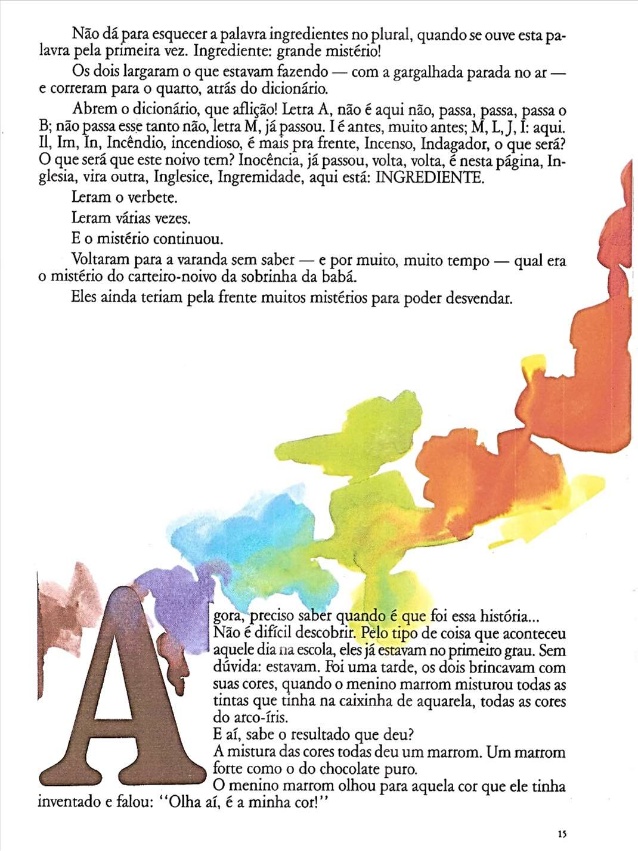 Não dá para esquecer a palavra ingredientes no plural, quando se ouve esta pa-
lavra pela primeira vez. Ingrediente: grande mistério!
Os dois largaram o que estavam fazendo — com a gargalhada parada no ar —
e correram para o quarto, atrás do dicionário.
Abrem o dicionário, que aflição! Letra A, não é aqui não, passa, passa, passa o
B; não passa esse tanto não, letra M, já passou. I é antes, muito antes; M, L, J, I: aqui.
Il, Im, In, Incêndio, incendioso, é mais pra frente, Incenso, Indagador, o que será?
O que será que este noivo tem? Inocência, já passou, volta, volta, é nesta página, In-
glesia, vira outra, Inglesice, Ingremidade, aqui está: INGREDIENTE.
Leram o verbete.
Leram várias vezes.
E o mistério continuou.
Voltaram para a varanda sem saber — e por muito, muito tempo — qual era
o mistério do carteiro-noivo da sobrinha da babá.
Eles ainda teriam pela frente muitos mistérios para poder desvendar.
Agora, preciso saber quando é que foi essa história...
Não é difícil descobrir. Pelo tipo de coisa que aconteceu
aquele dia na escola, eles já estavam no primeiro grau. Sem
dúvida: estavam. Foi uma tarde, os dois brincavam com
suas cores, quando o menino marrom misturou todas as
tintas que tinha na caixinha de aquarela, todas as cores
do arco-íris.
E aí, sabe o resultado que deu?
A mistura das cores todas deu um marrom. Um marrom
forte como o do chocolate puro.
O menino marrom olhou para aquela cor que ele tinha
inventado e falou: “Olha aí, é a minha cor!”
15